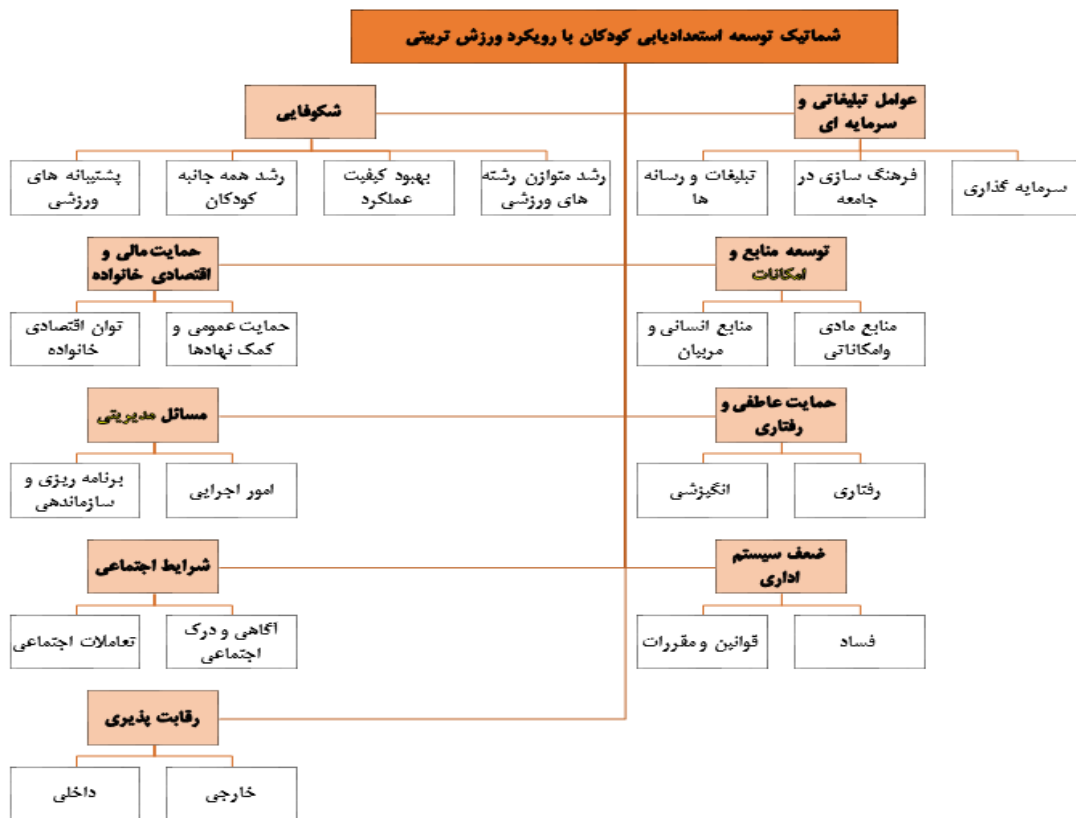 شماتیک توسعه استعدادیابی کودکان با رویکرد ورزش تربیتی
عوامل تبلیغاتی و
سرمایه ای
سرمایه گذاری
فرهنگ سازی در
جامعه
تبلیغات و رسانه
ها
شکوفایی
رشد متوازن رشته
های ورزشی
بهبود کیفیت
عملکرد
رشد همه جانبه
کودکان
پشتیبانه های
ورزشی
توسعه منابع و
امکانات
منابع مادی
وامکاناتی
منابع انسانی و
مربیان
حمایت مالی و
اقتصادی خانواده
حمایت عمومی و
کمک نهادها
توان اقتصادی
خانواده
حمایت عاطفی و
رفتاری
رفتاری
انگیزشی
مسائل مدیریتی
امور اجرایی
برنامه ریزی و
سازماندهی
ضعف سیستم
اداری
فساد
قوانین و مقررات
شرایط اجتماعی
آگاهی و درک
اجتماعی
تعاملات اجتماعی
رقابت پذیری
خارجی
داخلی